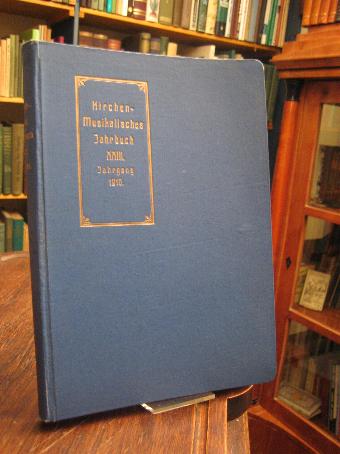 Kirchen-
Musikalisches
Jahrbuch
XXIII.
Jahrgang
1910.